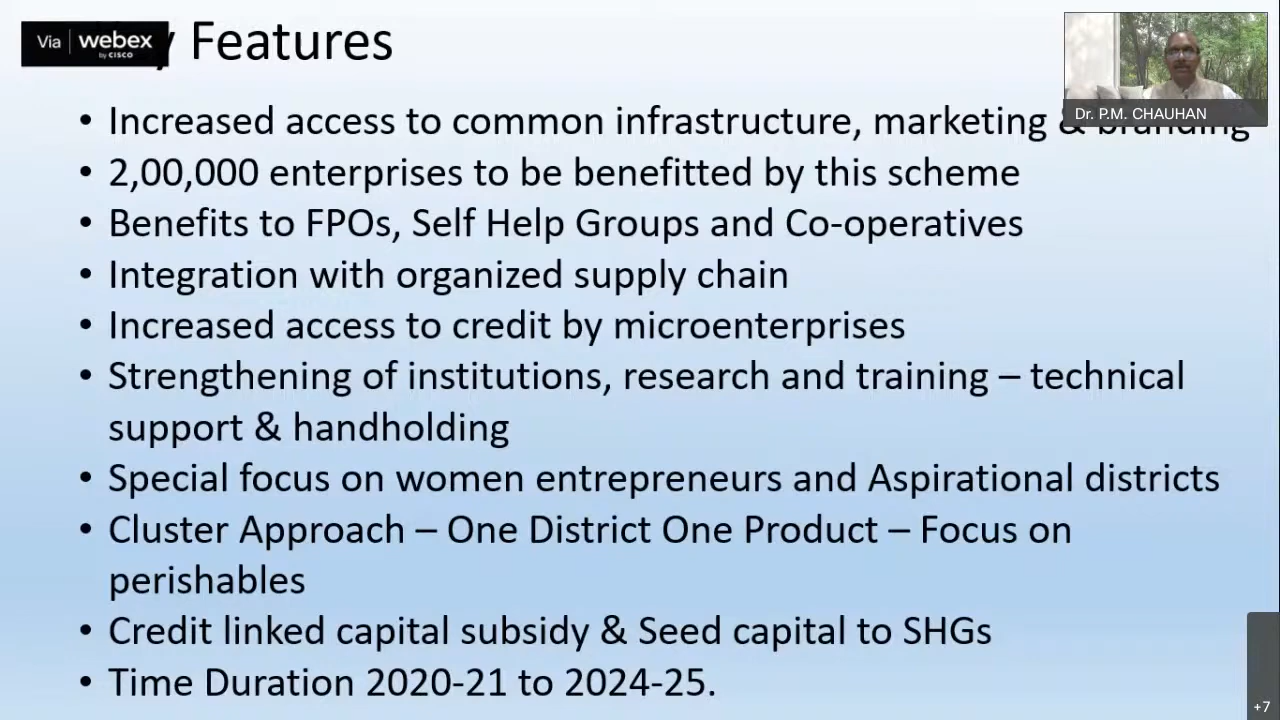 Via webex
by CISCO
Features
Dr. P.M. CHAUHAN
• Increased access to common infrastructure, marketing & branding
• 2,00,000 enterprises to be benefitted by this scheme
• Benefits to FPOs, Self Help Groups and Co-operatives
• Integration with organized supply chain
• Increased access to credit by microenterprises
• Strengthening of institutions, research and training – technical
support & handholding
• Special focus on women entrepreneurs and Aspirational districts
• Cluster Approach – One District One Product – Focus on
perishables
• Credit linked capital subsidy & Seed capital to SHGs
• Time Duration 2020-21 to 2024-25.
+7